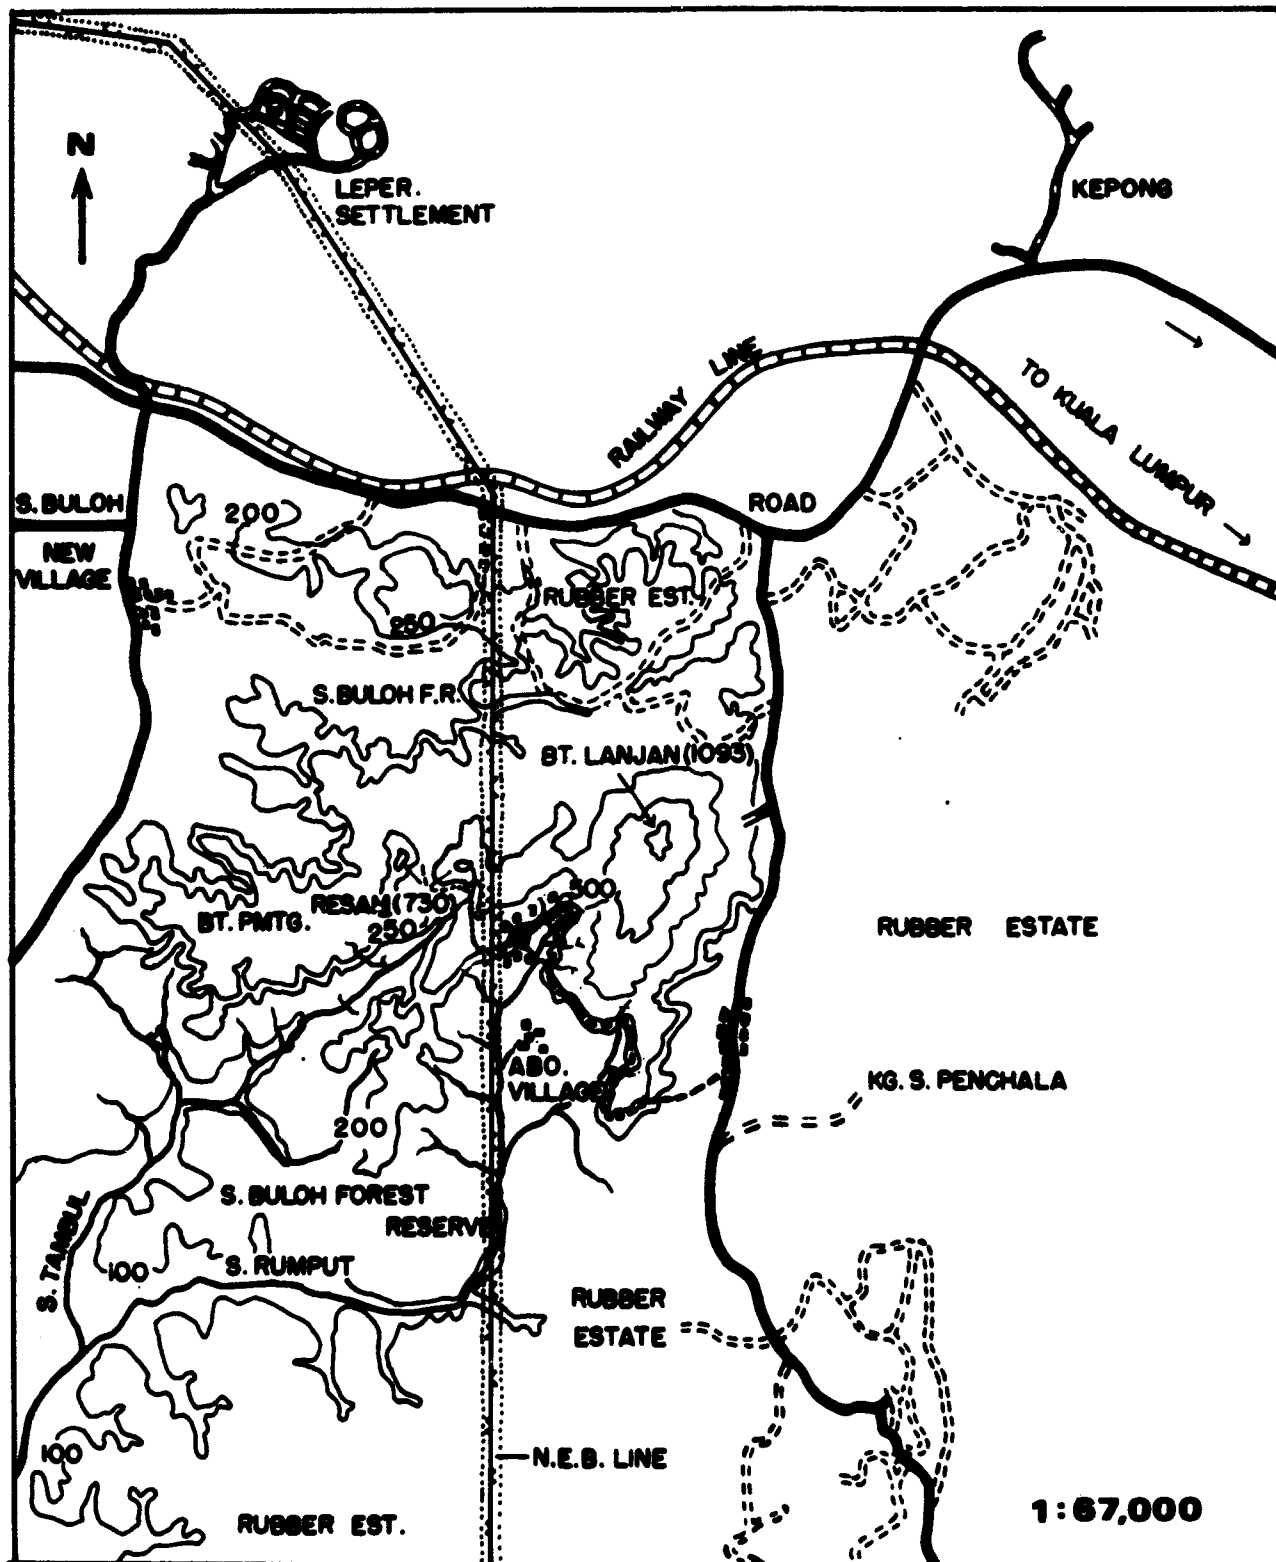 N
LEPER.
SETTLEMENT
KEPONG
RAILWAY LINE
TO KUALA LUMPUR
S. BULOH
NEW
VILLAGE
200
ROAD
RUBBER EST.
250
S. BULOH F.R.
BT. LANJAN (1093)
500
RESAM (730)
BT. PMTG.
250
RUBBER ESTATE
ABO.
VILLAGE
KG. S. PENCHALA
200
S. BULOH FOREST
RESERVE
S. TAMBUL
100
S. RUMPUT
RUBBER
ESTATE
100
N.E.B. LINE
RUBBER EST.
1:67,000